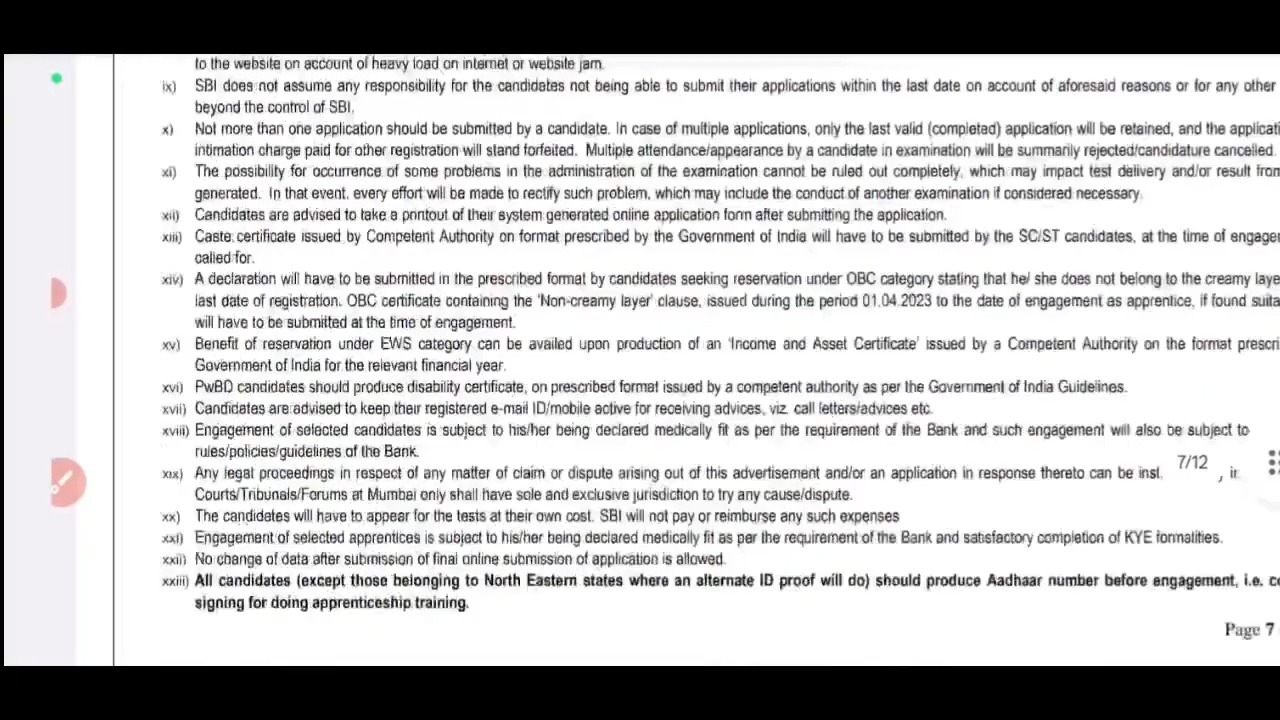 to the website on account of heavy load on internet or website jam.
ix) SBI does not assume any responsibility for the candidates not being able to submit their applications within the last date on account of aforesaid reasons or for any other
beyond the control of SBI.
x) Not more than one application should be submitted by a candidate. In case of multiple applications, only the last valid (completed) application will be retained, and the applicati
intimation charge paid for other registration will stand forfeited. Multiple attendance/appearance by a candidate in examination will be summarily rejected/candidature cancelled.
xi) The possibility for occurrence of some problems in the administration of the examination cannot be ruled out completely, which may impact test delivery and/or result from
generated. In that event, every effort will be made to rectify such problem, which may include the conduct of another examination if considered necessary.
xii) Candidates are advised to take a printout of their system generated online application form after submitting the application.
xiii) Caste certificate issued by Competent Authority on format prescribed by the Government of India will have to be submitted by the SC/ST candidates, at the time of engage
called for.
xiv) A declaration will have to be submitted in the prescribed format by candidates seeking reservation under OBC category stating that he/ she does not belong to the creamy laye
last date of registration. OBC certificate containing the 'Non-creamy layer' clause, issued during the period 01.04.2023 to the date of engagement as apprentice, if found suita
will have to be submitted at the time of engagement.
xv) Benefit of reservation under EWS category can be availed upon production of an 'Income and Asset Certificate' issued by a Competent Authority on the format prescri
Government of India for the relevant financial year.
xvi) PwBD candidates should produce disability certificate, on prescribed format issued by a competent authority as per the Government of India Guidelines.
xvii) Candidates are advised to keep their registered e-mail ID/mobile active for receiving advices, viz. call letters/advices etc.
xviii) Engagement of selected candidates is subject to his/her being declared medically fit as per the requirement of the Bank and such engagement will also be subject to
rules/policies/guidelines of the Bank.
xix) Any legal proceedings in respect of any matter of claim or dispute arising out of this advertisement and/or an application in response thereto can be inst
7/12
Courts/Tribunals/Forums at Mumbai only shall have sole and exclusive jurisdiction to try any cause/dispute.
xx) The candidates will have to appear for the tests at their own cost. SBI will not pay or reimburse any such expenses
xxi) Engagement of selected apprentices is subject to his/her being declared medically fit as per the requirement of the Bank and satisfactory completion of KYE formalities.
xxii) No change of data after submission of final online submission of application is allowed.
xxiii) All candidates (except those belonging to North Eastern states where an alternate ID proof will do) should produce Aadhaar number before engagement, i.e. co
signing for doing apprenticeship training.
Page 7